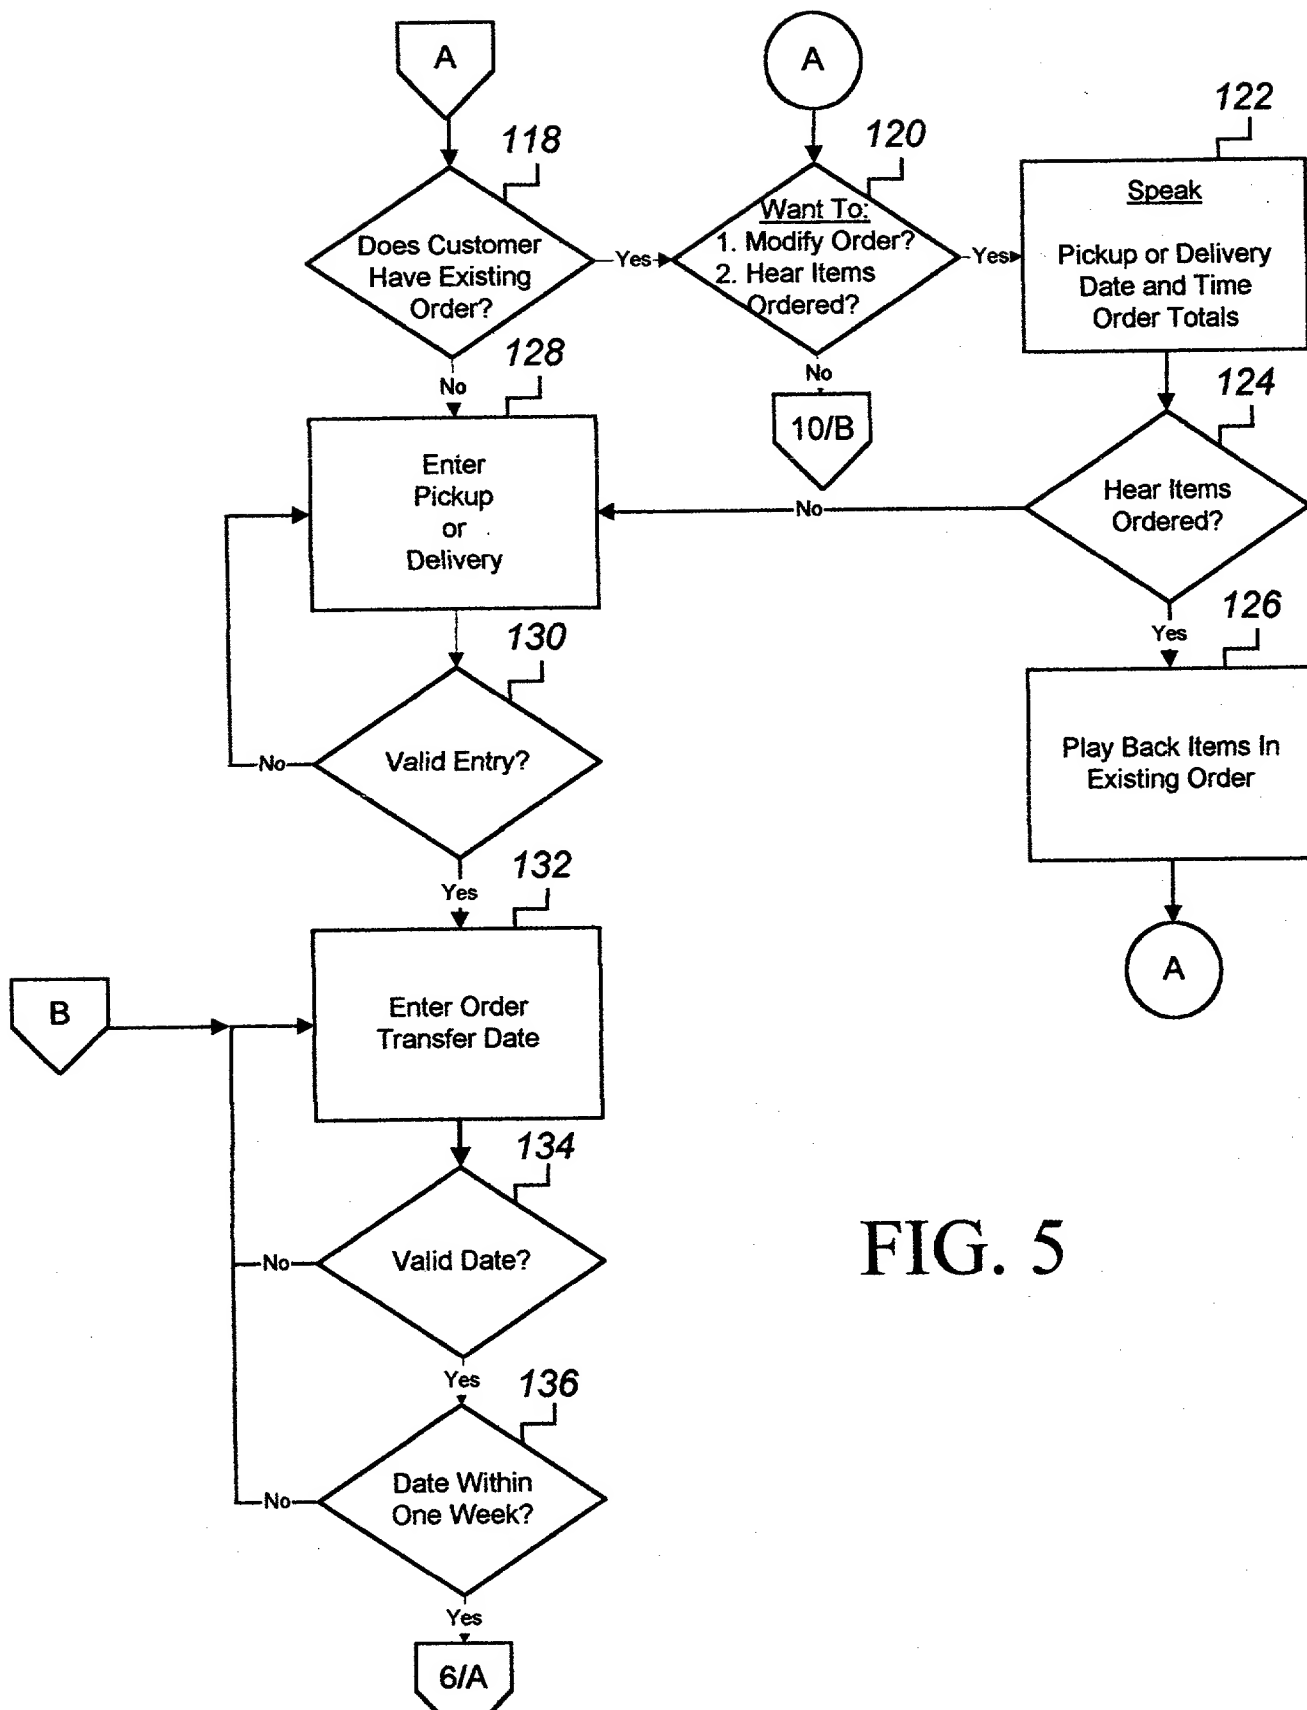 A
A
118
120
122
Does Customer
Have Existing
Order?
Yes
Want To:
1. Modify Order?
2. Hear Items
Ordered?
Yes
Speak
Pickup or Delivery
Date and Time
Order Totals
No
128
No
10/B
124
Enter
Pickup
or
Delivery
No
Hear Items
Ordered?
130
Yes
126
No
Valid Entry?
Play Back Items In
Existing Order
Yes
132
A
B
Enter Order
Transfer Date
134
No
Valid Date?
FIG. 5
Yes
136
No
Date Within
One Week?
Yes
6/A